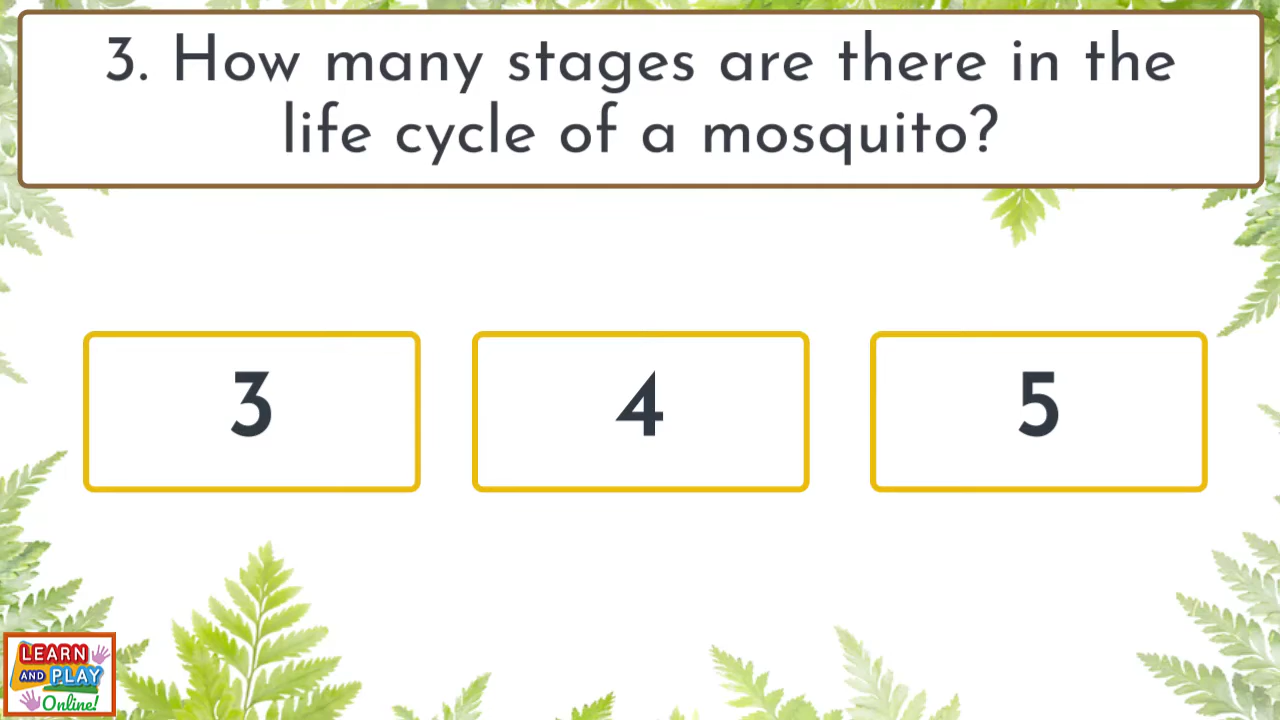 3. How many stages are there in the
life cycle of a mosquito?
3
4
5
LEARN
AND PLAY
Online!